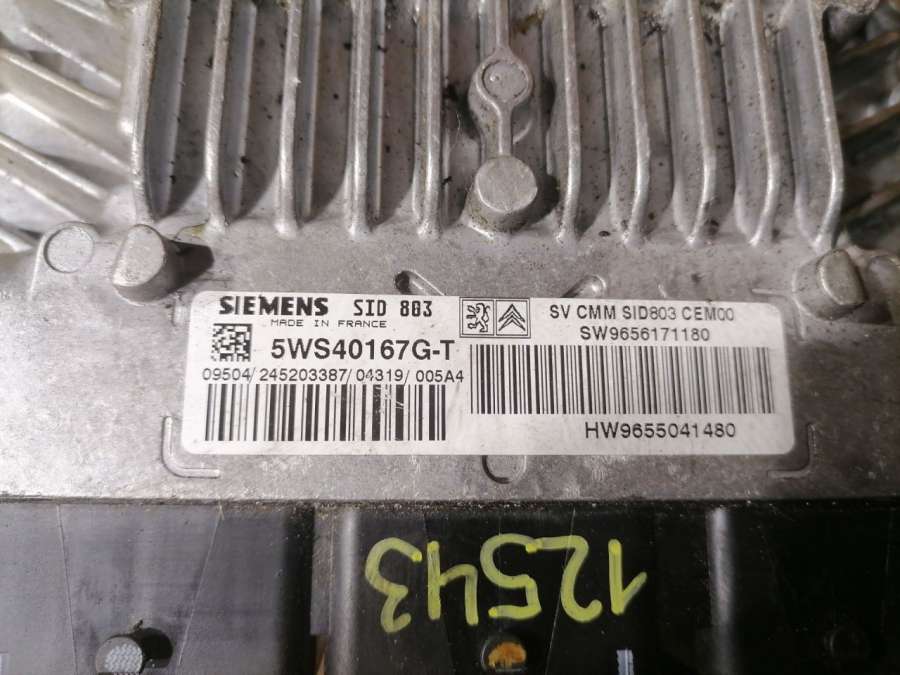 SIEMENS SID 803
MADE IN FRANCE
5WS40167G-T
09504/245203387/04319/005A4
SV CMM SID803 CEM00
SW9656171180
HW9655041480
12543